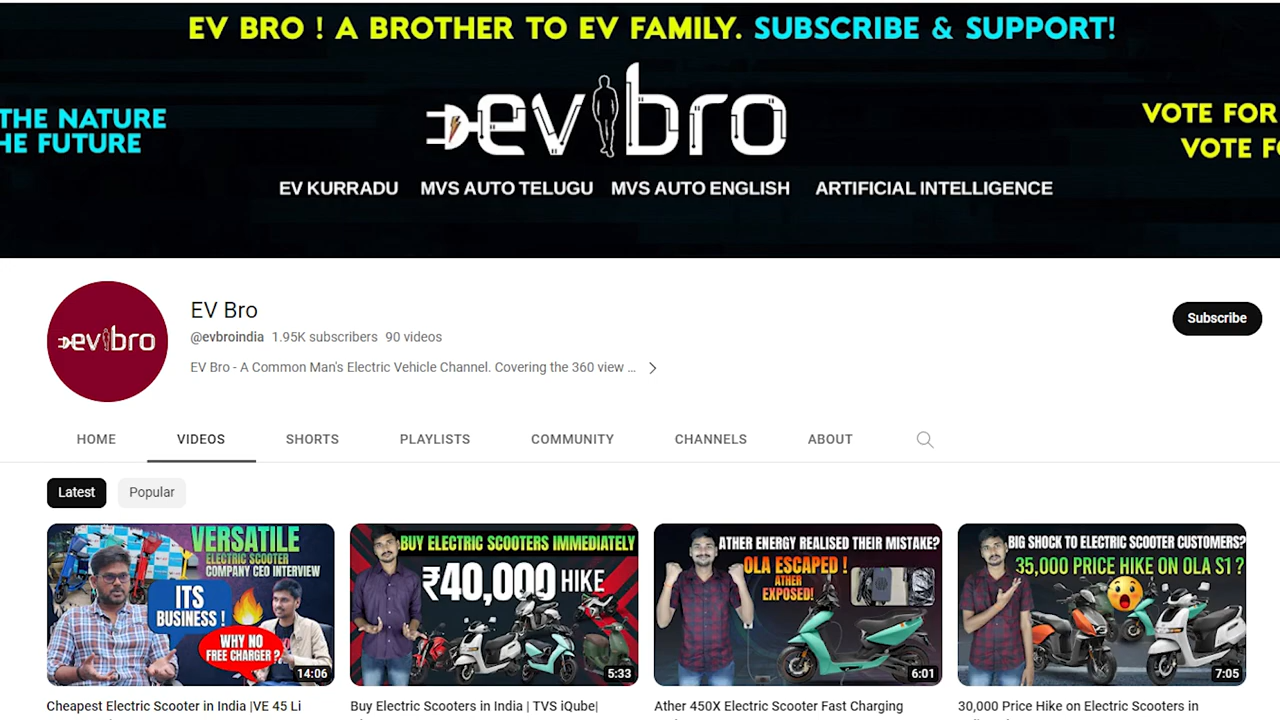 EV BRO ! A BROTHER TO EV FAMILY. SUBSCRIBE & SUPPORT!
THE NATURE
HE FUTURE
evbro
VOTE FOR
VOTE FO
EV KURRADU MVS AUTO TELUGU MVS AUTO ENGLISH ARTIFICIAL INTELLIGENCE
evbro
EV Bro
@evbroindia 1.95K subscribers 90 videos
EV Bro - A Common Man's Electric Vehicle Channel. Covering the 360 view ...
Subscribe
HOME VIDEOS SHORTS PLAYLISTS COMMUNITY CHANNELS ABOUT
Latest Popular
VERSATILE
ELECTRIC SCOOTER
COMPANY CEO INTERVIEW
ITS
BUSINESS !
WHY NO
FREE CHARGER ?
14:06
BUY ELECTRIC SCOOTERS IMMEDIATELY
₹40,000 HIKE
5:33
ATHER ENERGY REALISED THEIR MISTAKE?
OLA ESCAPED !
ATHER
EXPOSED!
6:01
BIG SHOCK TO ELECTRIC SCOOTER CUSTOMERS?
35,000 PRICE HIKE ON OLA S1 ?
7:05
Cheapest Electric Scooter in India |VE 45 Li
Buy Electric Scooters in India | TVS iQube|
Ather 450X Electric Scooter Fast Charging
30,000 Price Hike on Electric Scooters in